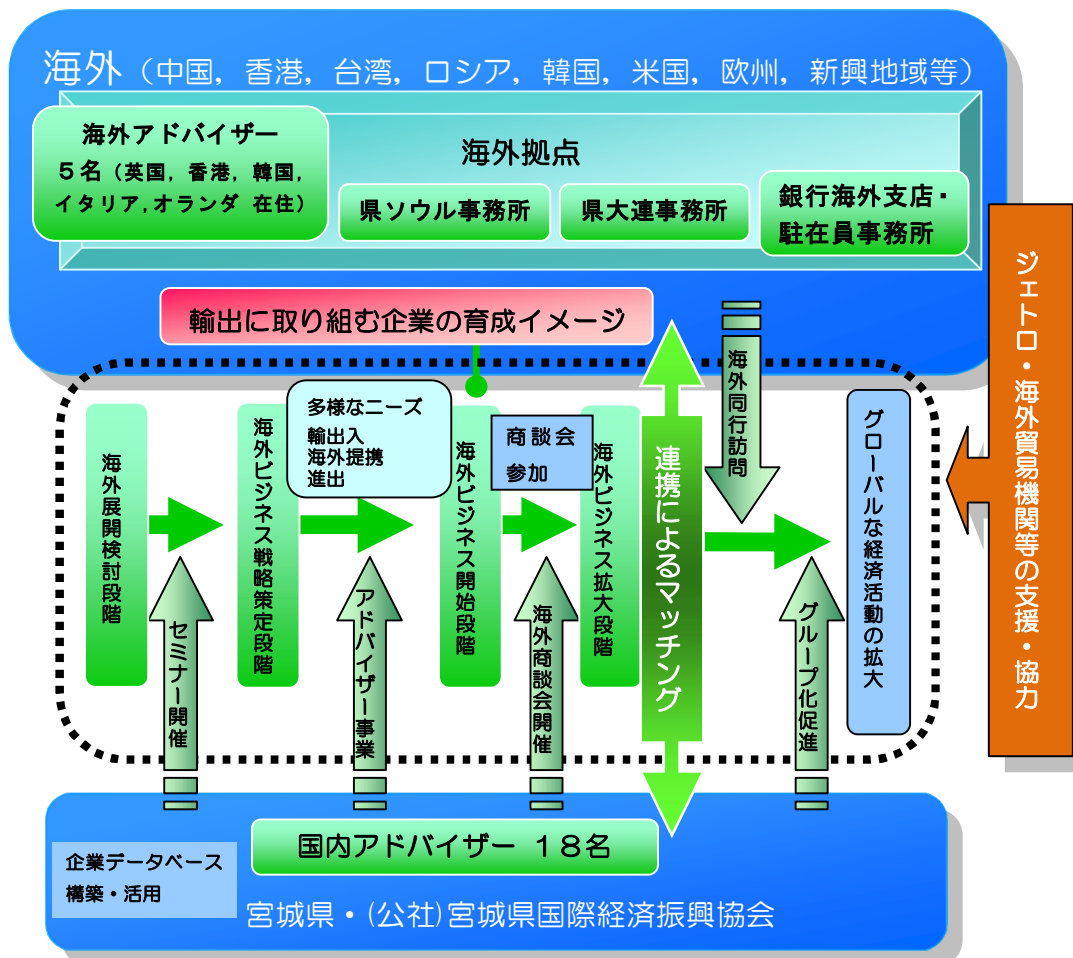 海外（中国，香港，台湾，ロシア，韓国，米国，欧州，新興地域等）
海外アドバイザー
５名（英国，香港，韓国，
イタリア,オランダ 在住）
海外拠点
県ソウル事務所
県大連事務所
銀行海外支店・
駐在員事務所
輸出に取り組む企業の育成イメージ
海外展開検討段階
セミナー開催
海外ビジネス戦略策定段階
多様なニーズ
輸出入
海外提携
進出
アドバイザー事業
海外ビジネス開始段階
商談会
参加
海外商談会開催
海外ビジネス拡大段階
連携によるマッチング
海外同行訪問
グループ化促進
グローバルな経済活動の拡大
ジェトロ・海外貿易機関等の支援・協力
国内アドバイザー １８名
企業データベース
構築・活用
宮城県・(公社)宮城県国際経済振興協会